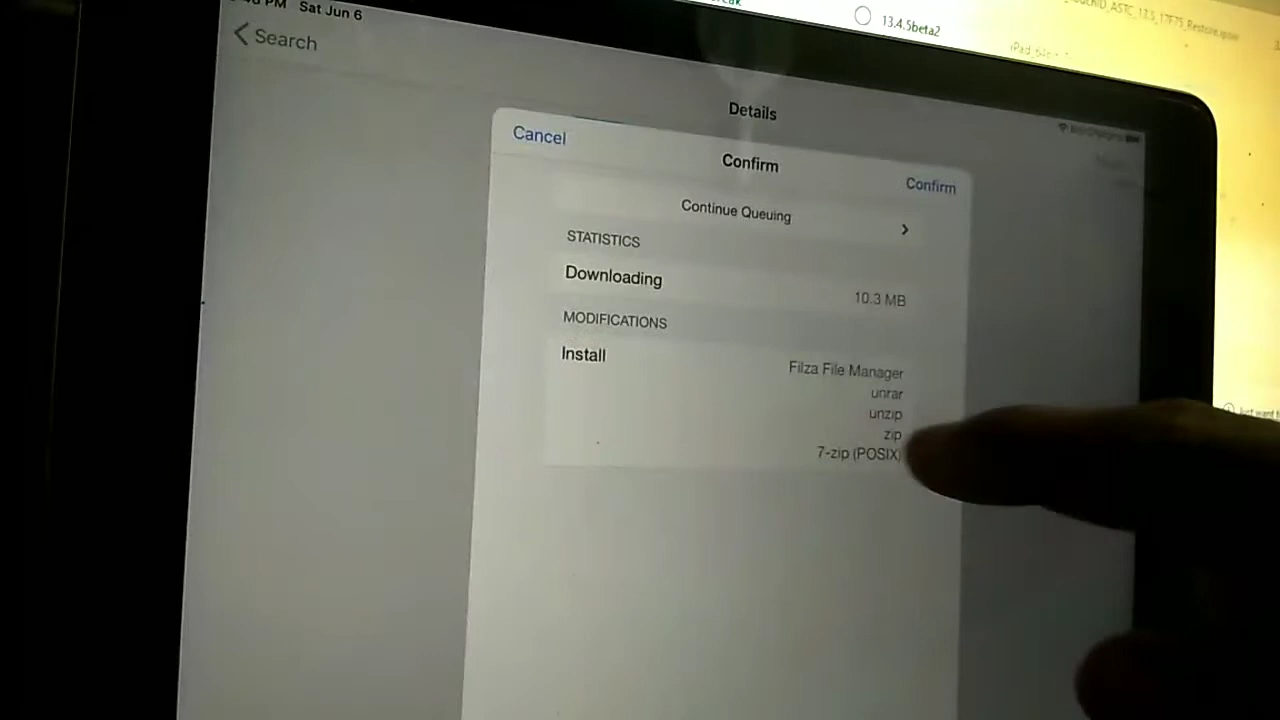 PM Sat Jun 6
13.4.5beta2
Search
Details
Cancel
Confirm
Confirm
Continue Queuing
STATISTICS
Downloading
10.3 MB
MODIFICATIONS
Install
Filza File Manager
unrar
unzip
zip
7-zip (POSIX)